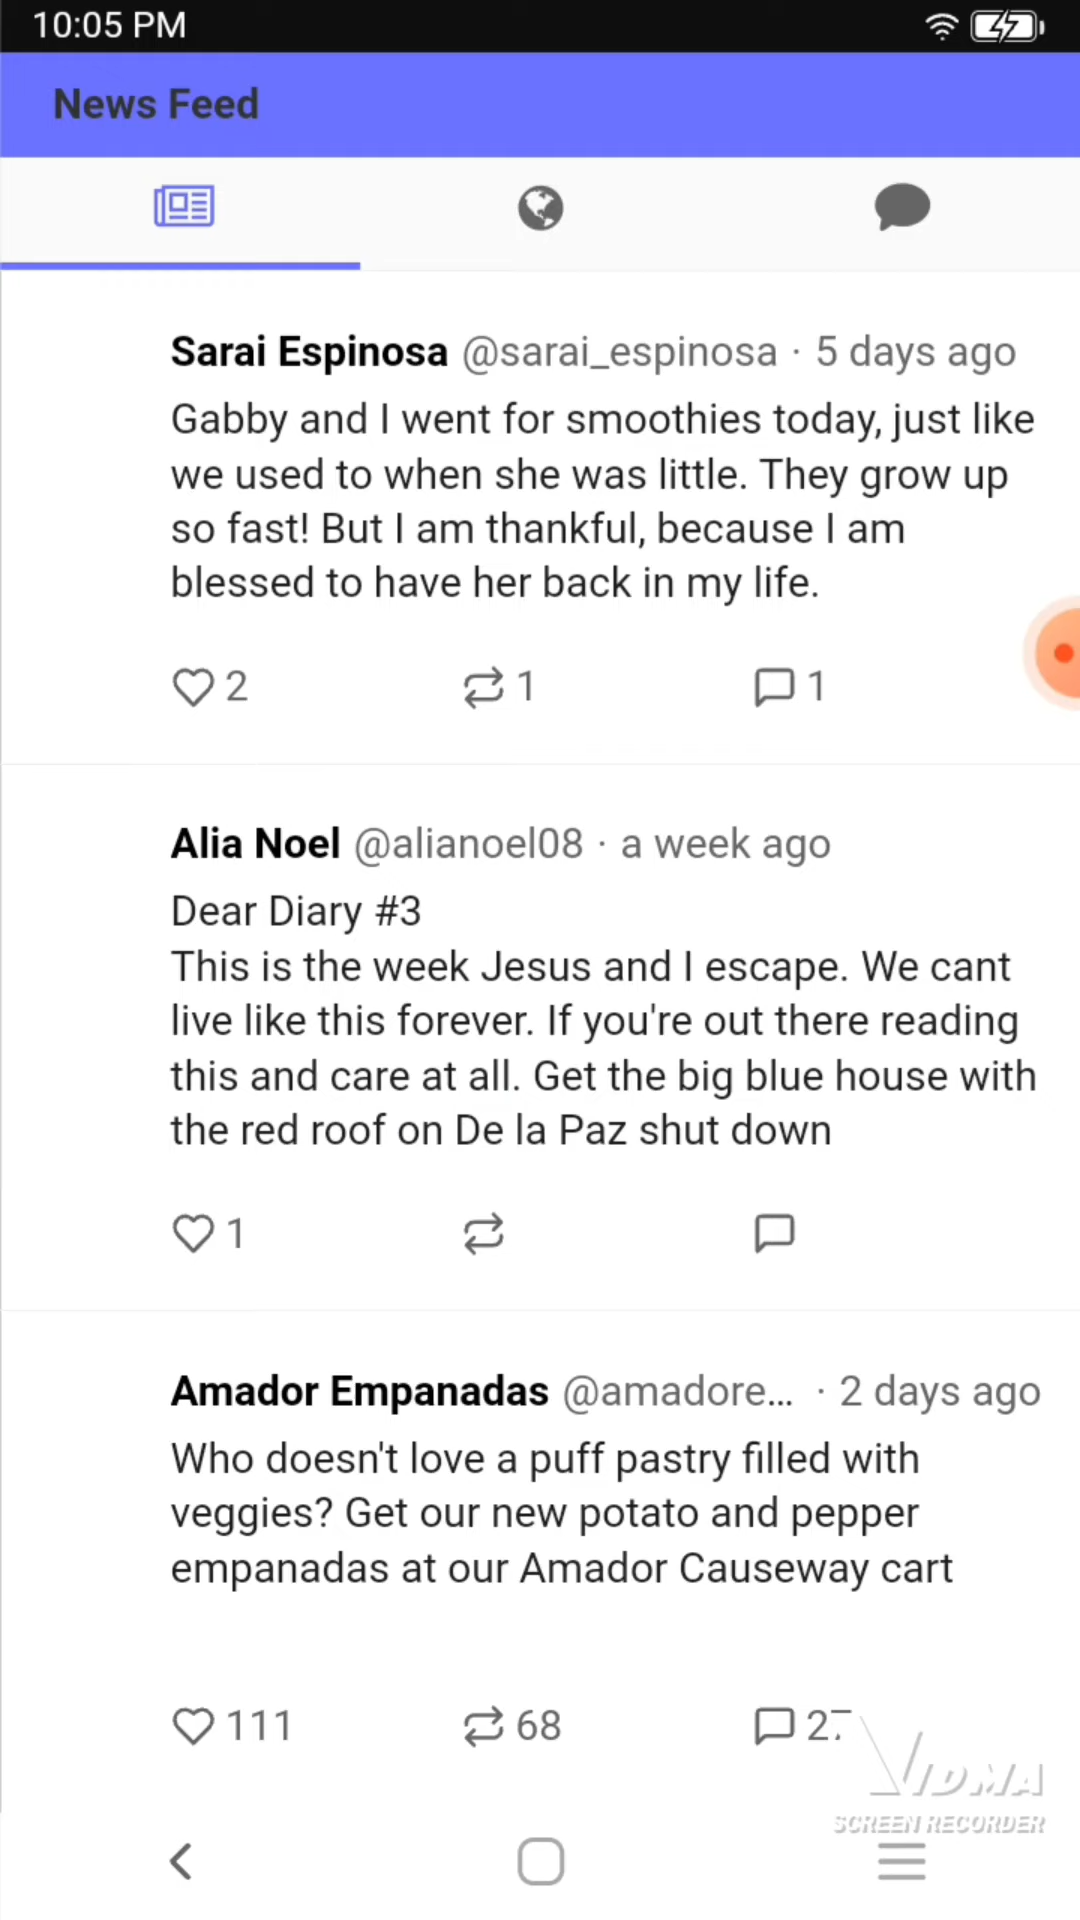 10:05 PM
News Feed
Sarai Espinosa @sarai_espinosa · 5 days ago
Gabby and I went for smoothies today, just like
we used to when she was little. They grow up
so fast! But I am thankful, because I am
blessed to have her back in my life.
2 1 1
Alia Noel @alianoel08 · a week ago
Dear Diary #3
This is the week Jesus and I escape. We cant
live like this forever. If you're out there reading
this and care at all. Get the big blue house with
the red roof on De la Paz shut down
1
Amador Empanadas @amadore... · 2 days ago
Who doesn't love a puff pastry filled with
veggies? Get our new potato and pepper
empanadas at our Amador Causeway cart
111 68
VIDMA
SCREEN RECORDER